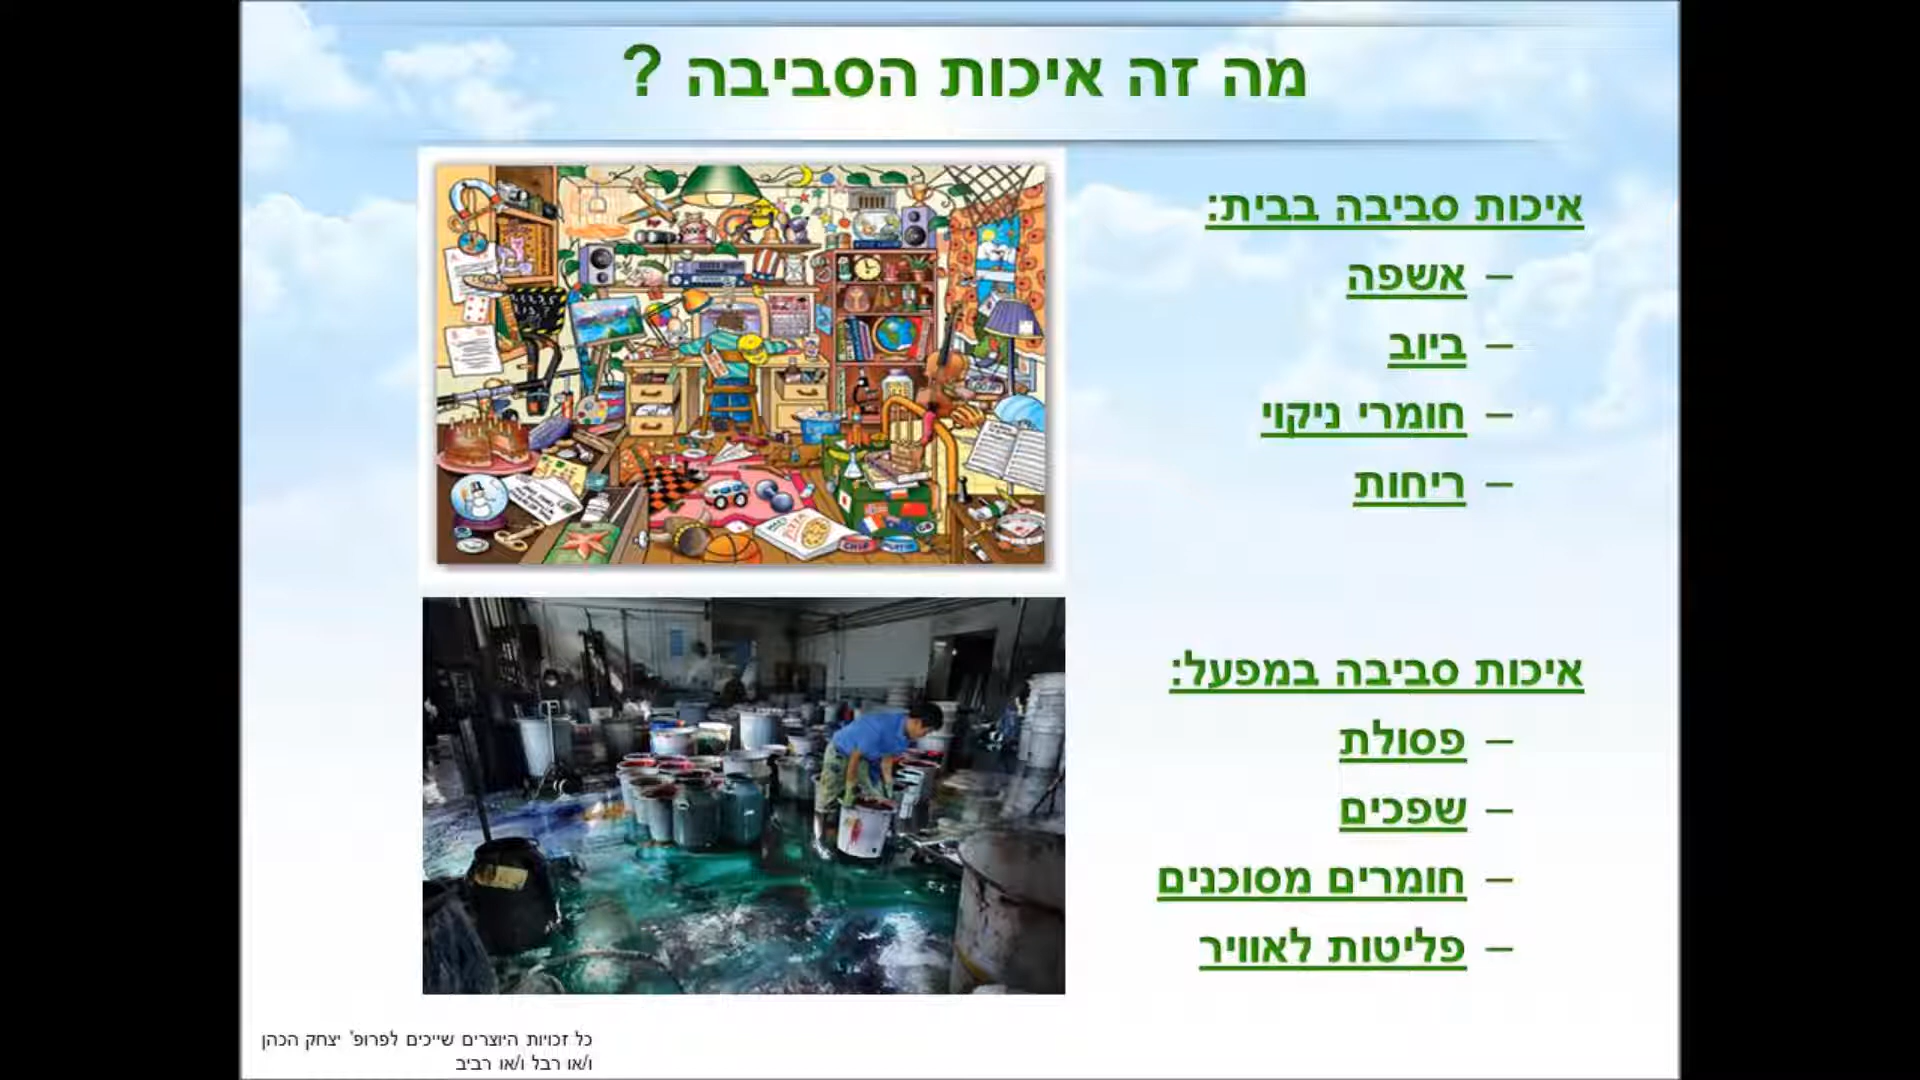 מה זה איכות הסביבה ?
איכות סביבה בבית:
– אשפה
– ביוב
– חומרי ניקוי
– ריחות
איכות סביבה במפעל:
– פסולת
– שפכים
– חומרים מסוכנים
– פליטות לאוויר
כל זכויות היוצרים שייכים לפרופ' יצחק הכהן
ו/או רבל ו/או רביב